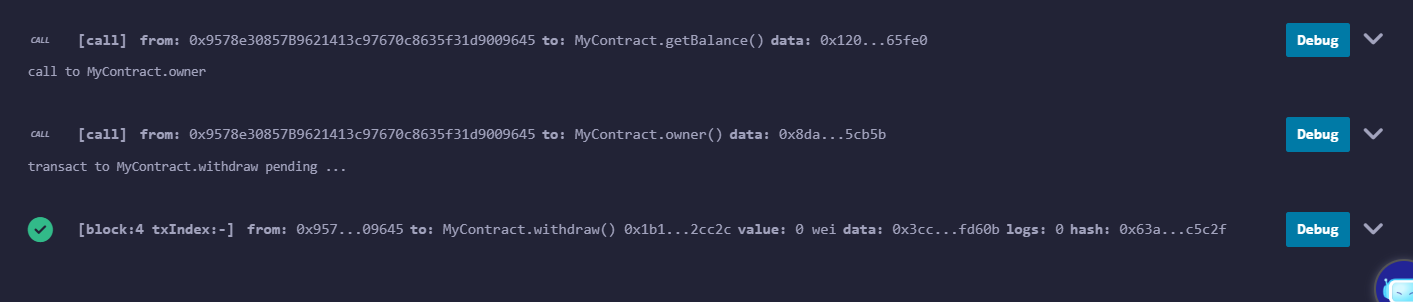 CALL [call] from: 0x9578e30857B9621413c97670c8635f31d9009645 to: MyContract.getBalance() data: 0x120...65fe0 Debug
call to MyContract.owner
CALL [call] from: 0x9578e30857B9621413c97670c8635f31d9009645 to: MyContract.owner() data: 0x8da...5cb5b Debug
transact to MyContract.withdraw pending ...
[block:4 txIndex:-] from: 0x957...09645 to: MyContract.withdraw() 0x1b1...2cc2c value: 0 wei data: 0x3cc...fd60b logs: 0 hash: 0x63a...c5c2f Debug